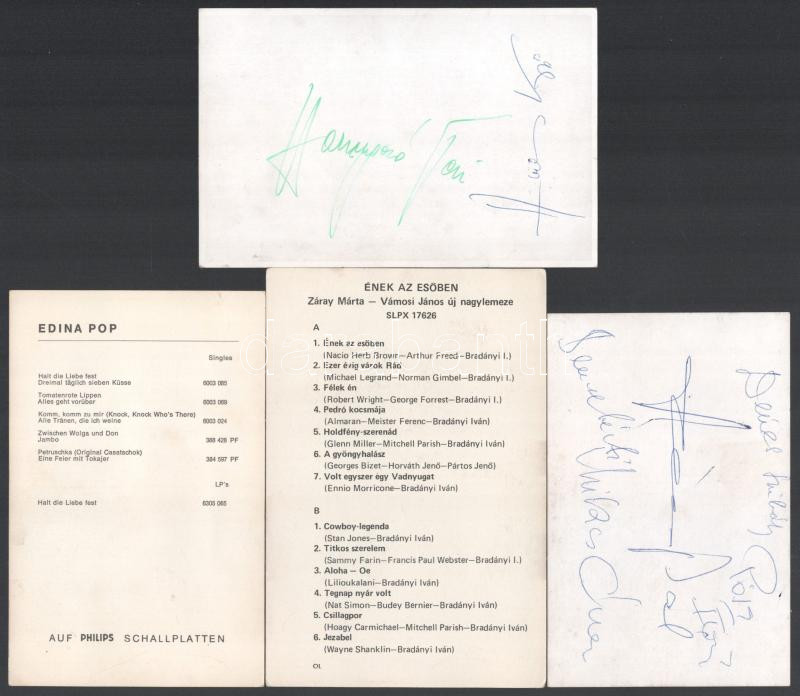 EDINA POP
Singles
Halt die Liebe fest
Dreimal täglich sieben Küsse 6003 085
Tomatenrote Lippen
Alles geht vorüber 6003 069
Komm, komm zu mir (Knock, Knock Who's There)
Alle Tränen, die ich weine 6003 024
Zwischen Wolga und Don
Jambo 388 428 PF
Petruschka (Original Casatschok)
Eine Feier mit Tokajer 384 597 PF
LP's
Halt die Liebe fest 6305 065
AUF PHILIPS SCHALLPLATTEN
ÉNEK AZ ESŐBEN
Záray Márta — Vámosi János új nagylemeze
SLPX 17626
A
1. Ének az esőben
(Nacio Herb Brown—Arthur Freed—Bradányi I.)
2. Ezer évig várok Rád
(Michael Legrand—Norman Gimbel—Bradányi I.)
3. Félek én
(Robert Wright—George Forrest—Bradányi I.)
4. Pedró kocsmája
(Almaran—Meister Ferenc—Bradányi Iván)
5. Holdfény-szerenád
(Glenn Miller—Mitchell Parish—Bradányi Iván)
6. A gyöngyhalász
(Georges Bizet—Horváth Jenő—Pártos Jenő)
7. Volt egyszer egy Vadnyugat
(Ennio Morricone—Bradányi Iván)
B
1. Cowboy-legenda
(Stan Jones—Bradányi Iván)
2. Titkos szerelem
(Sammy Farin—Francis Paul Webster—Bradányi I.)
3. Aloha — Oe
(Lilioukalani—Bradányi Iván)
4. Tegnap nyár volt
(Nat Simon—Budey Bernier—Bradányi Iván)
5. Csillagpor
(Hoagy Carmichael—Mitchell Parish—Bradányi Iván)
6. Jezabel
(Wayne Shanklin—Bradányi Iván)
OL